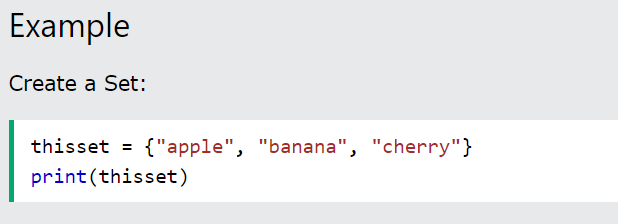 Example
Create a Set:
thisset = {"apple", "banana", "cherry"}
print(thisset)